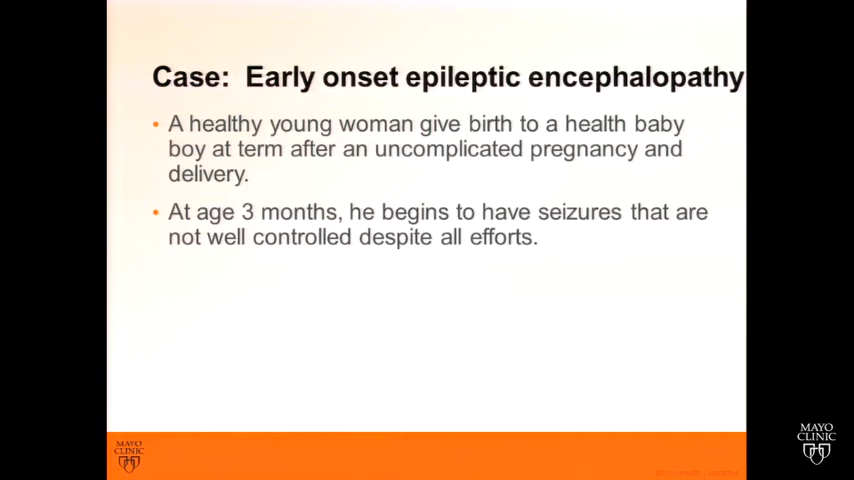 Case: Early onset epileptic encephalopathy
• A healthy young woman give birth to a health baby
boy at term after an uncomplicated pregnancy and
delivery.
• At age 3 months, he begins to have seizures that are
not well controlled despite all efforts.
MAYO
CLINIC
MAYO
CLINIC